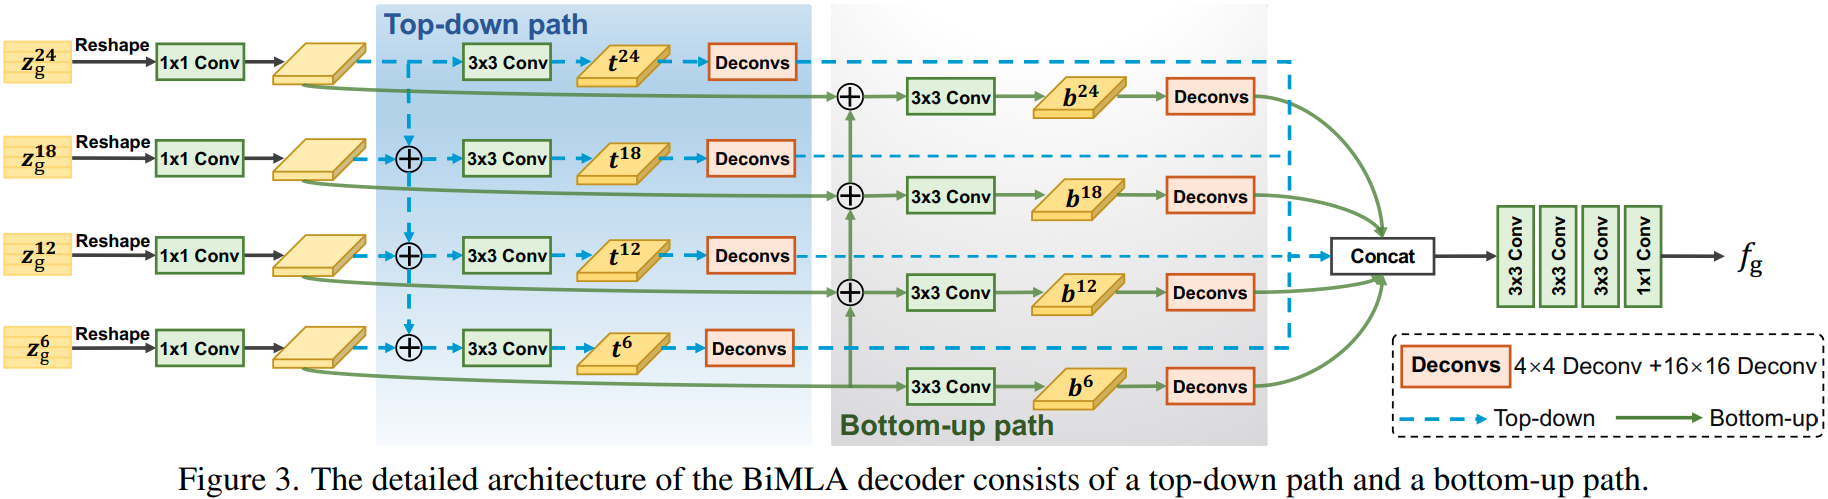 Top-down path
z_g^24 Reshape 1x1 Conv 3x3 Conv t^24 Deconvs
3x3 Conv b^24 Deconvs
z_g^18 Reshape 1x1 Conv 3x3 Conv t^18 Deconvs
3x3 Conv b^18 Deconvs
z_g^12 Reshape 1x1 Conv 3x3 Conv t^12 Deconvs
3x3 Conv b^12 Deconvs
z_g^6 Reshape 1x1 Conv 3x3 Conv t^6 Deconvs
3x3 Conv b^6 Deconvs
Bottom-up path
Concat 3x3 Conv 3x3 Conv 3x3 Conv 1x1 Conv f_g
Deconvs 4×4 Deconv +16×16 Deconv
Top-down Bottom-up
Figure 3. The detailed architecture of the BiMLA decoder consists of a top-down path and a bottom-up path.